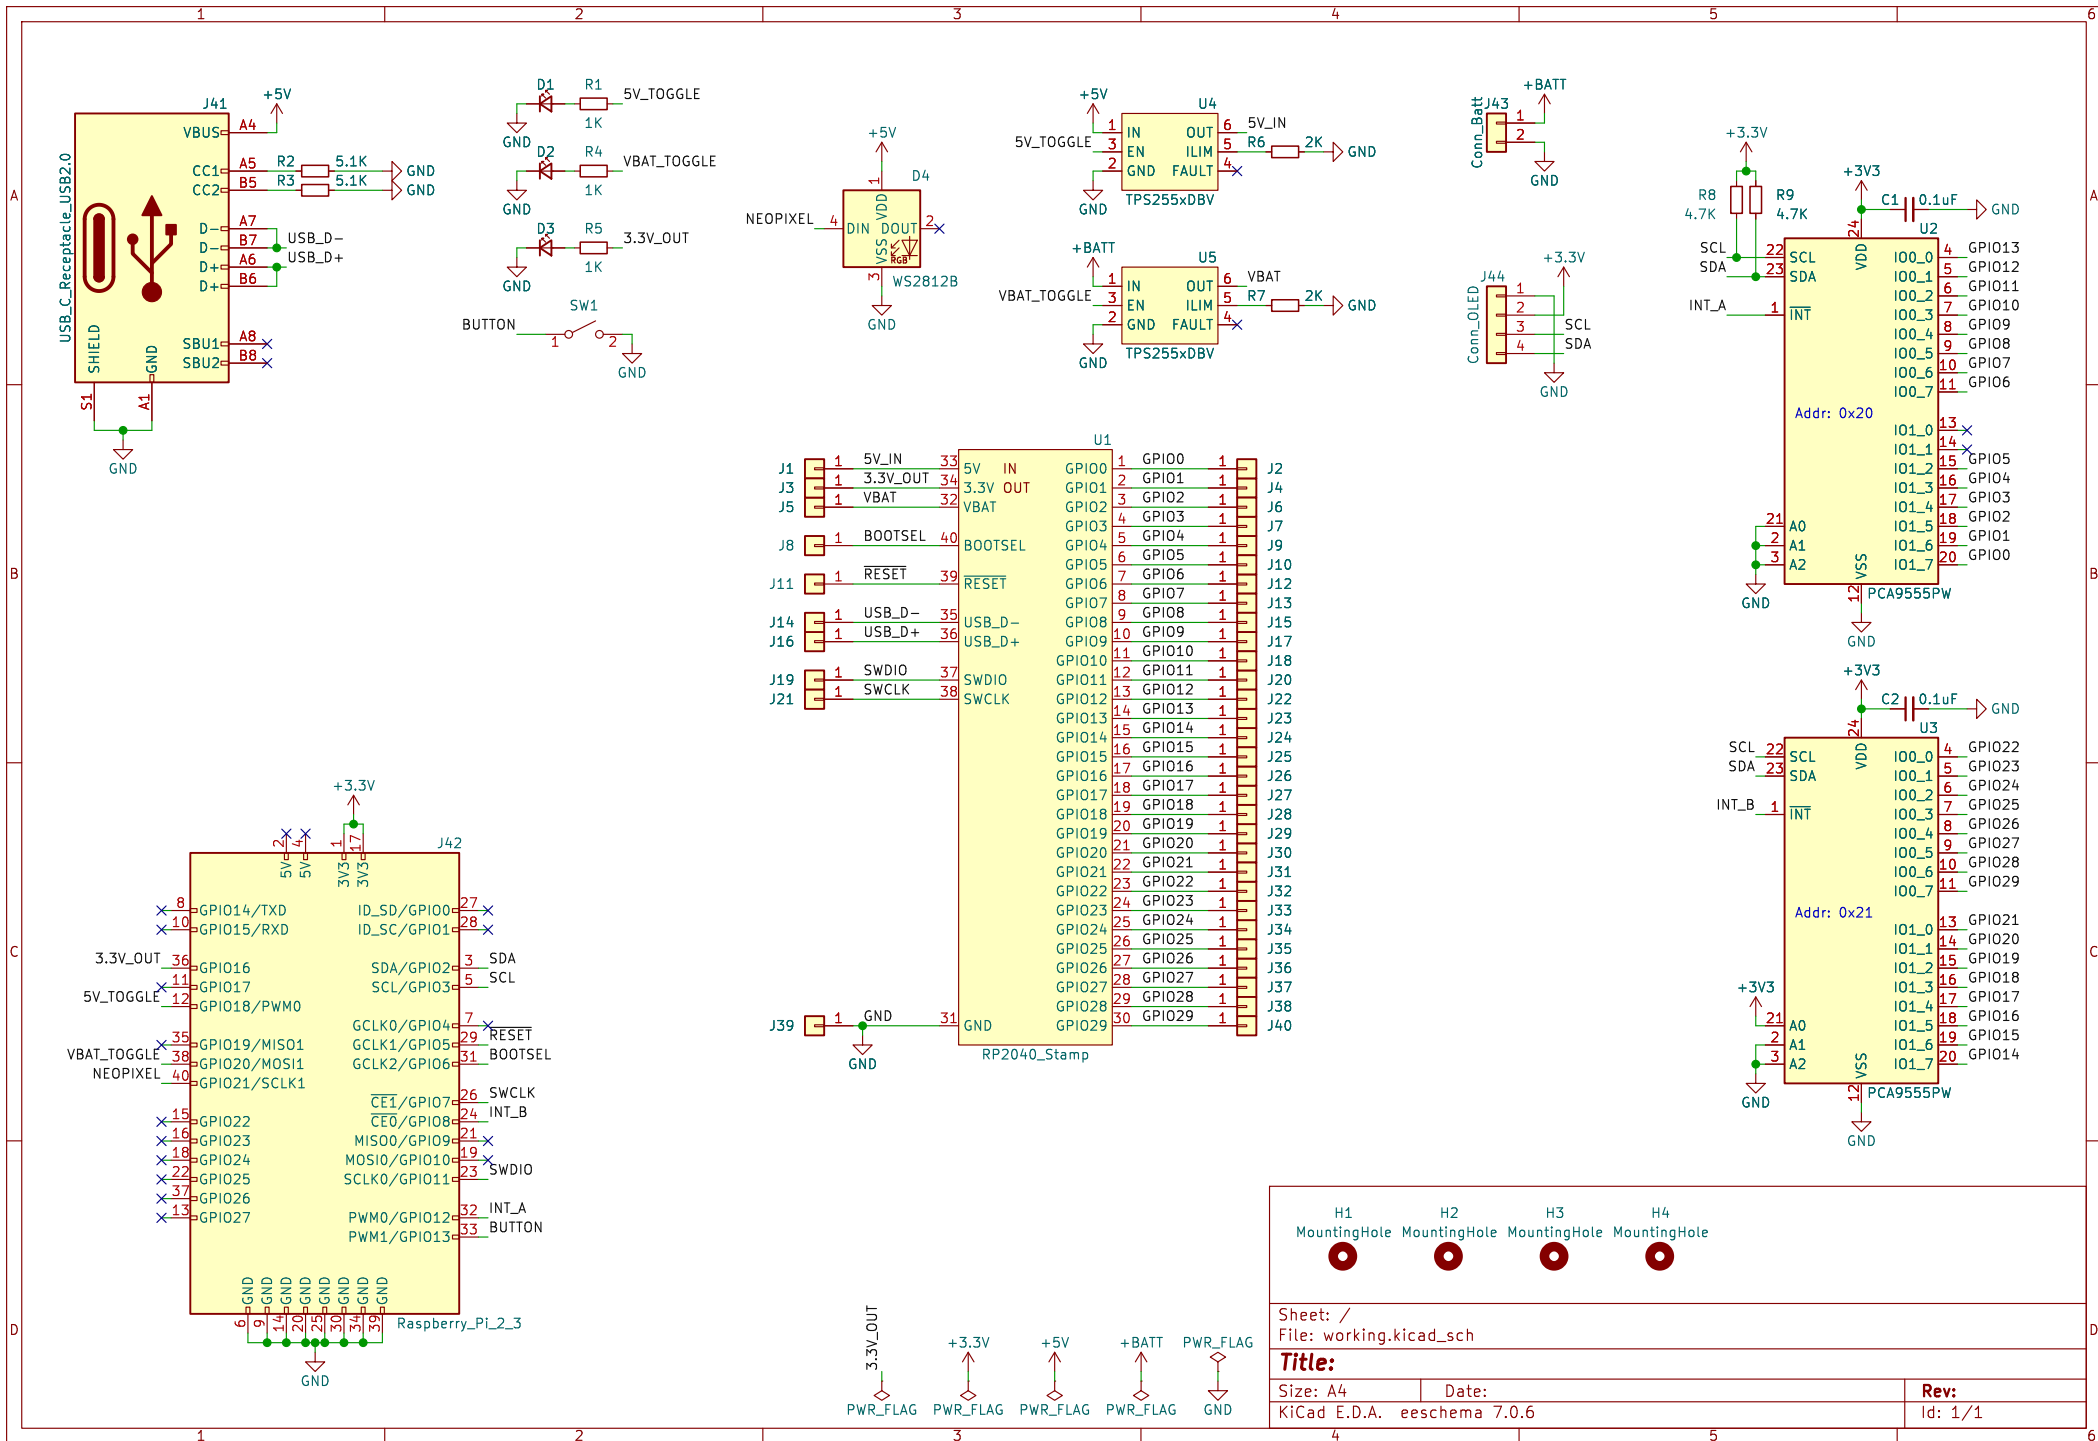 1 2 3 4 5 6
A
B
C
D
J41
USB_C_Receptacle_USB2.0
VBUS A4
+5V
CC1 A5 R2 5.1K GND
CC2 B5 R3 5.1K GND
D- A7
D- B7 USB_D-
D+ A6 USB_D+
D+ B6
SBU1 A8
SBU2 B8
SHIELD GND
S1 A1
GND
D1 R1 5V_TOGGLE
1K
GND
D2 R4 VBAT_TOGGLE
1K
GND
D3 R5 3.3V_OUT
1K
GND
SW1
BUTTON 1 2
GND
+5V
1 D4
NEOPIXEL 4 DIN VDD DOUT 2
VSS RGB
3 WS2812B
GND
+5V U4
5V_TOGGLE
1 IN OUT 6 5V_IN
3 EN ILIM 5 R6 2K GND
2 GND FAULT 4
GND TPS255xDBV
+BATT U5
VBAT_TOGGLE
1 IN OUT 6 VBAT
3 EN ILIM 5 R7 2K GND
2 GND FAULT 4
GND TPS255xDBV
+BATT
J43
Conn_Batt
1
2
GND
+3.3V
J44
Conn_OLED
1
2
3 SCL
4 SDA
GND
+3.3V
R8 R9
4.7K 4.7K
+3V3
C1 0.1uF GND
24 U2
SCL 22 SCL VDD IO0_0 4 GPIO13
SDA 23 SDA IO0_1 5 GPIO12
IO0_2 6 GPIO11
INT_A 1 INT IO0_3 7 GPIO10
IO0_4 8 GPIO9
IO0_5 9 GPIO8
IO0_6 10 GPIO7
IO0_7 11 GPIO6
Addr: 0x20
IO1_0 13
IO1_1 14
IO1_2 15 GPIO5
IO1_3 16 GPIO4
IO1_4 17 GPIO3
21 A0 IO1_5 18 GPIO2
2 A1 IO1_6 19 GPIO1
3 A2 VSS IO1_7 20 GPIO0
GND 12 PCA9555PW
GND
+3V3
C2 0.1uF GND
24 U3
SCL 22 SCL VDD IO0_0 4 GPIO22
SDA 23 SDA IO0_1 5 GPIO23
IO0_2 6 GPIO24
INT_B 1 INT IO0_3 7 GPIO25
IO0_4 8 GPIO26
IO0_5 9 GPIO27
IO0_6 10 GPIO28
IO0_7 11 GPIO29
Addr: 0x21
IO1_0 13 GPIO21
IO1_1 14 GPIO20
IO1_2 15 GPIO19
+3V3 IO1_3 16 GPIO18
IO1_4 17 GPIO17
21 A0 IO1_5 18 GPIO16
2 A1 IO1_6 19 GPIO15
3 A2 VSS IO1_7 20 GPIO14
GND 12 PCA9555PW
GND
U1
J1 1 5V_IN 33 5V IN GPIO0 1 GPIO0 1 J2
J3 1 3.3V_OUT 34 3.3V OUT GPIO1 2 GPIO1 1 J4
J5 1 VBAT 32 VBAT GPIO2 3 GPIO2 1 J6
GPIO3 4 GPIO3 1 J7
J8 1 BOOTSEL 40 BOOTSEL GPIO4 5 GPIO4 1 J9
GPIO5 6 GPIO5 1 J10
J11 1 RESET 39 RESET GPIO6 7 GPIO6 1 J12
GPIO7 8 GPIO7 1 J13
J14 1 USB_D- 35 USB_D- GPIO8 9 GPIO8 1 J15
J16 1 USB_D+ 36 USB_D+ GPIO9 10 GPIO9 1 J17
GPIO10 11 GPIO10 1 J18
J19 1 SWDIO 37 SWDIO GPIO11 12 GPIO11 1 J20
J21 1 SWCLK 38 SWCLK GPIO12 13 GPIO12 1 J22
GPIO13 14 GPIO13 1 J23
GPIO14 15 GPIO14 1 J24
GPIO15 16 GPIO15 1 J25
GPIO16 17 GPIO16 1 J26
GPIO17 18 GPIO17 1 J27
GPIO18 19 GPIO18 1 J28
GPIO19 20 GPIO19 1 J29
GPIO20 21 GPIO20 1 J30
GPIO21 22 GPIO21 1 J31
GPIO22 23 GPIO22 1 J32
GPIO23 24 GPIO23 1 J33
GPIO24 25 GPIO24 1 J34
GPIO25 26 GPIO25 1 J35
GPIO26 27 GPIO26 1 J36
GPIO27 28 GPIO27 1 J37
GPIO28 29 GPIO28 1 J38
J39 1 GND 31 GND GPIO29 30 GPIO29 1 J40
GND RP2040_Stamp
+3.3V
2 4 1 17 J42
5V 5V 3V3 3V3
8 GPIO14/TXD ID_SD/GPIO0 27
10 GPIO15/RXD ID_SC/GPIO1 28
3.3V_OUT 36 GPIO16 SDA/GPIO2 3 SDA
11 GPIO17 SCL/GPIO3 5 SCL
5V_TOGGLE 12 GPIO18/PWM0
GCLK0/GPIO4 7
35 GPIO19/MISO1 GCLK1/GPIO5 29 RESET
VBAT_TOGGLE 38 GPIO20/MOSI1 GCLK2/GPIO6 31 BOOTSEL
NEOPIXEL 40 GPIO21/SCLK1
CE1/GPIO7 26 SWCLK
15 GPIO22 CE0/GPIO8 24 INT_B
16 GPIO23 MISO0/GPIO9 21
18 GPIO24 MOSI0/GPIO10 19
22 GPIO25 SCLK0/GPIO11 23 SWDIO
37 GPIO26
13 GPIO27 PWM0/GPIO12 32 INT_A
PWM1/GPIO13 33 BUTTON
GND GND GND GND GND GND GND GND
6 9 14 20 25 30 34 39
Raspberry_Pi_2_3
GND
3.3V_OUT +3.3V +5V +BATT PWR_FLAG
PWR_FLAG PWR_FLAG PWR_FLAG PWR_FLAG GND
H1 H2 H3 H4
MountingHole MountingHole MountingHole MountingHole
Sheet: /
File: working.kicad_sch
Title:
Size: A4 Date: Rev:
KiCad E.D.A. eeschema 7.0.6 Id: 1/1
A
B
C
D
1 2 3 4 5 6